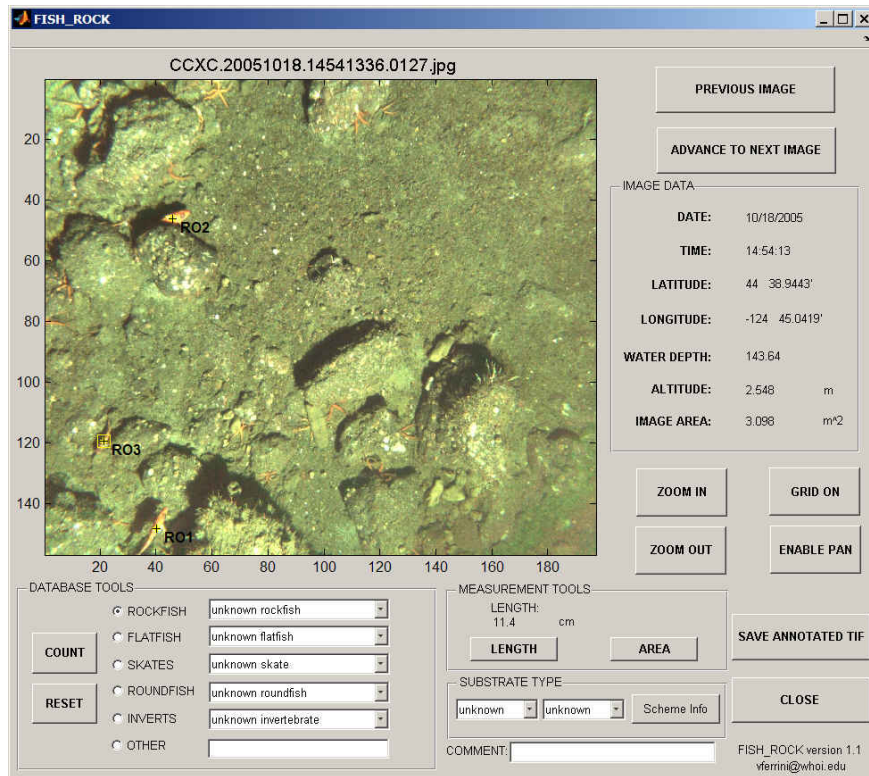 FISH_ROCK
CCXC.20051018.14541336.0127.jpg
20
40
60
80
100
120
140
RO2
RO3
RO1
20 40 60 80 100 120 140 160 180
PREVIOUS IMAGE
ADVANCE TO NEXT IMAGE
IMAGE DATA
DATE: 10/18/2005
TIME: 14:54:13
LATITUDE: 44 38.9443'
LONGITUDE: -124 45.0419'
WATER DEPTH: 143.64
ALTITUDE: 2.548 m
IMAGE AREA: 3.098 m^2
ZOOM IN GRID ON
ZOOM OUT ENABLE PAN
DATABASE TOOLS
COUNT
RESET
ROCKFISH unknown rockfish
FLATFISH unknown flatfish
SKATES unknown skate
ROUNDFISH unknown roundfish
INVERTS unknown invertebrate
OTHER
MEASUREMENT TOOLS
LENGTH:
11.4 cm
LENGTH AREA
SUBSTRATE TYPE
unknown unknown Scheme Info
COMMENT:
SAVE ANNOTATED TIF
CLOSE
FISH_ROCK version 1.1
vferrini@whoi.edu